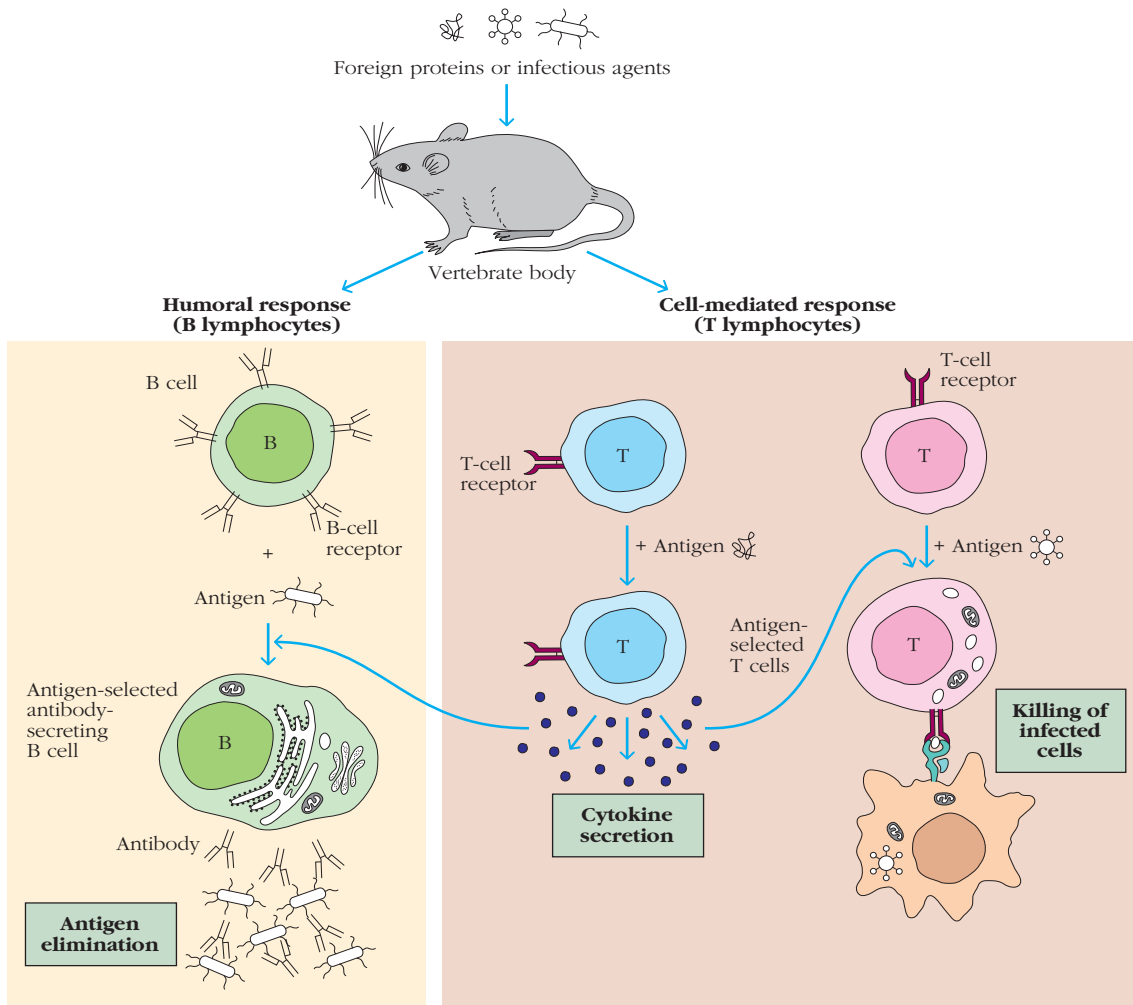 Foreign proteins or infectious agents
Vertebrate body
Humoral response
(B lymphocytes)
Cell-mediated response
(T lymphocytes)
B cell
B
B-cell
receptor
+
Antigen
Antigen-selected
antibody-
secreting
B cell
B
Antibody
Antigen
elimination
T-cell
receptor
T
+ Antigen
T
Cytokine
secretion
T-cell
receptor
T
+ Antigen
Antigen-
selected
T cells
T
Killing of
infected
cells